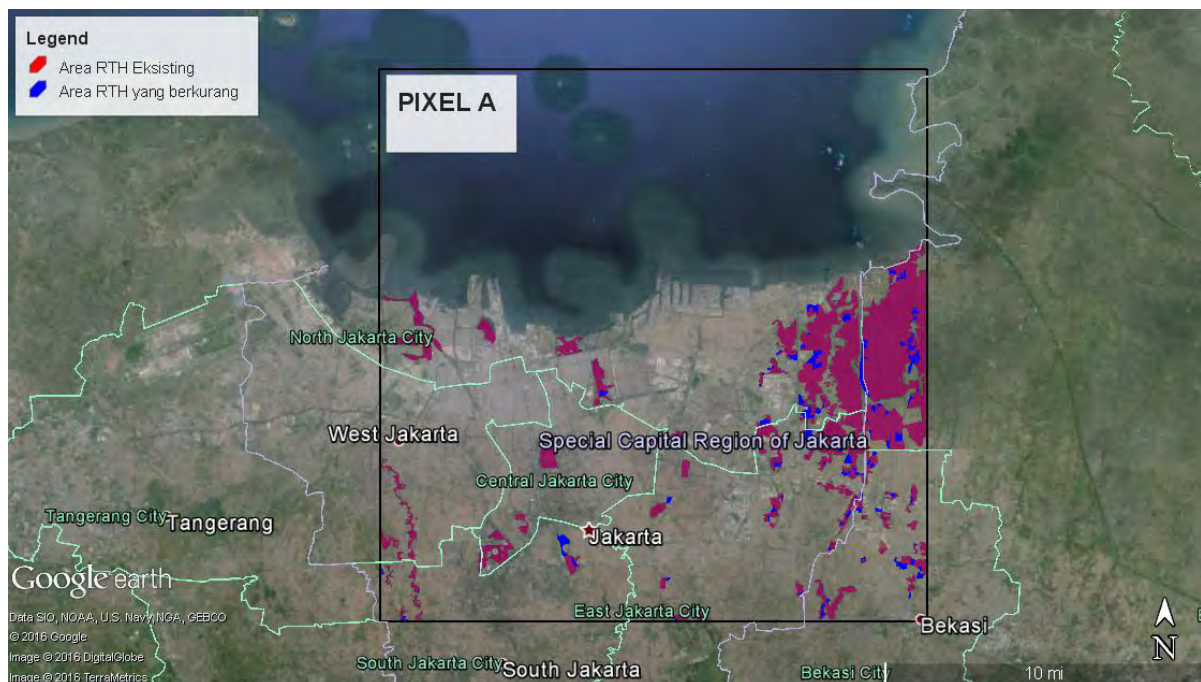 Legend
Area RTH Eksisting
Area RTH yang berkurang
PIXEL A
North Jakarta City
West Jakarta
Special Capital Region of Jakarta
Central Jakarta City
Tangerang City
Tangerang
Jakarta
Google earth
East Jakarta City
Bekasi
Data SIO, NOAA, U.S. Navy, NGA, GEBCO
© 2016 Google
Image © 2016 DigitalGlobe
Image © 2016 TerraMetrics
South Jakarta City
South Jakarta
Bekasi City
N
10 mi